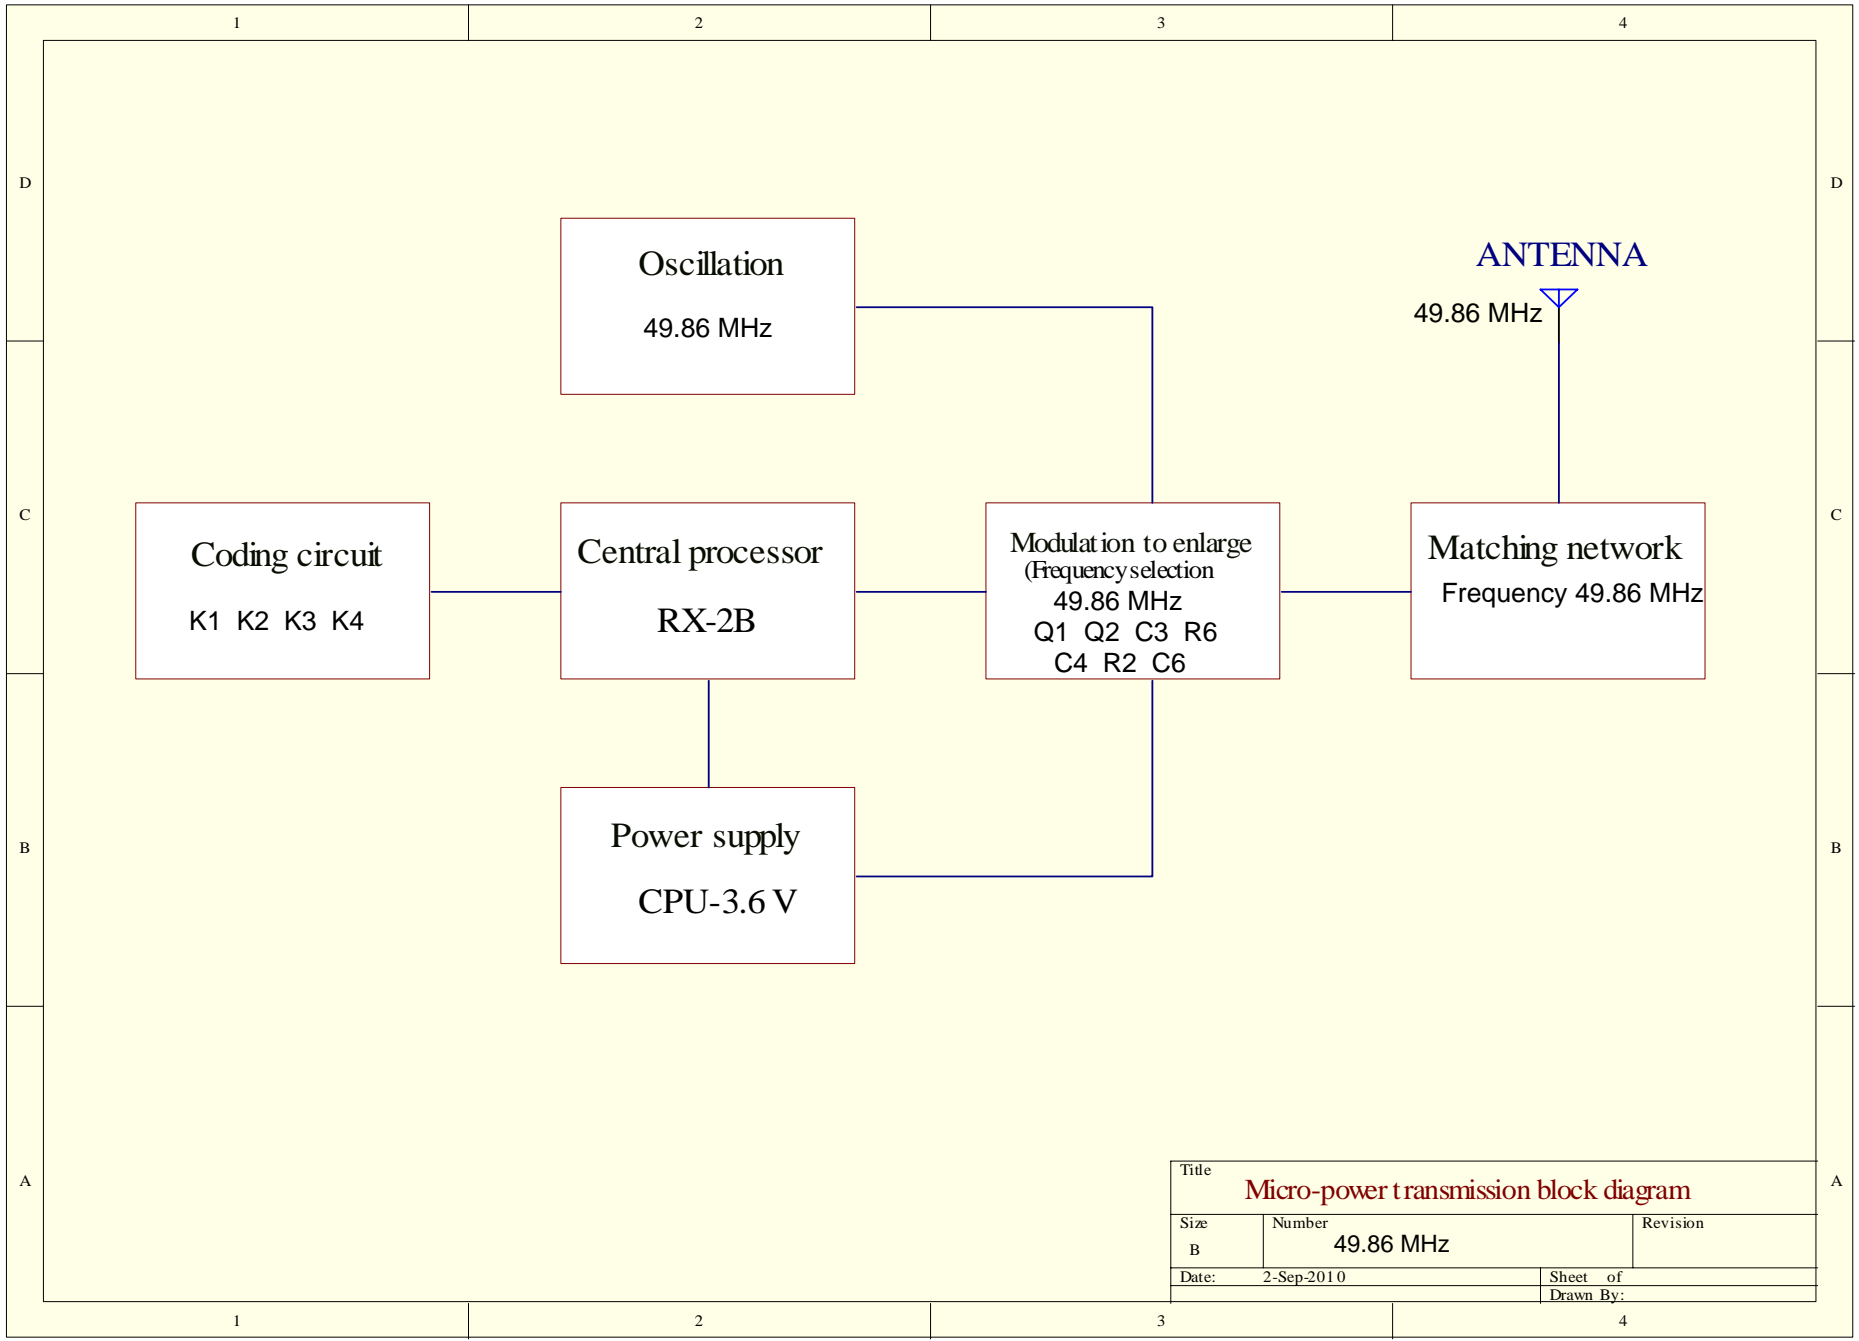 1 2 3 4
D D
Oscillation
49.86 MHz
ANTENNA
49.86 MHz
C C
Coding circuit
K1 K2 K3 K4
Central processor
RX-2B
Modulation to enlarge
(Frequency selection
49.86 MHz
Q1 Q2 C3 R6
C4 R2 C6
Matching network
Frequency 49.86 MHz
B B
Power supply
CPU-3.6 V
A A
Title
Micro-power transmission block diagram
Size Number Revision
B 49.86 MHz
Date: 2-Sep-2010 Sheet of
Drawn By:
1 2 3 4